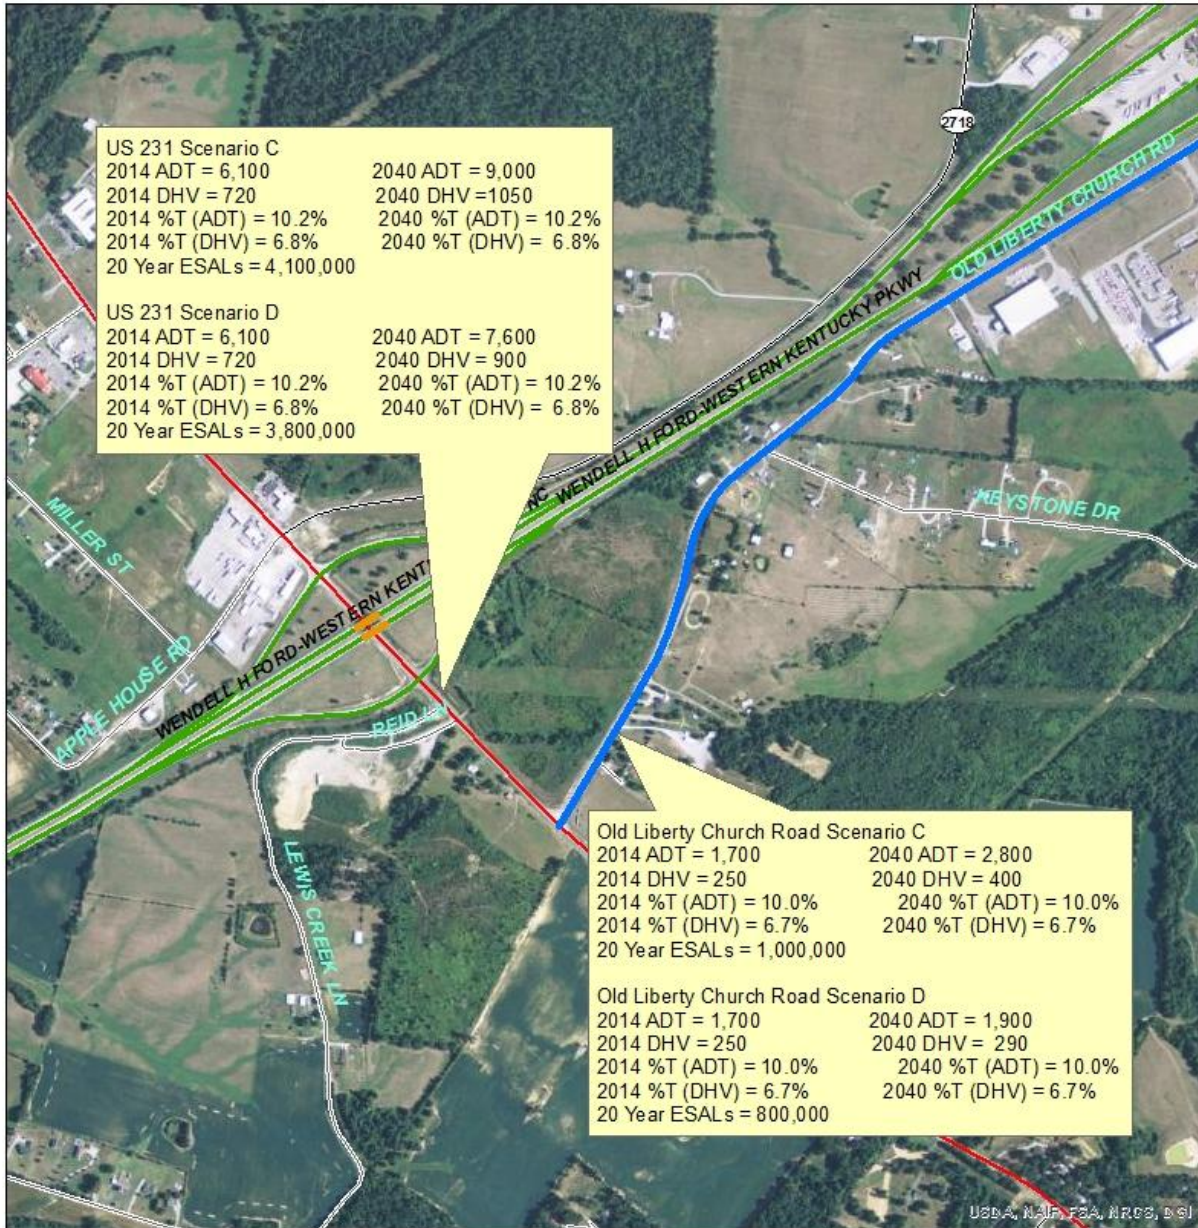 2718
OLD LIBERTY CHURCH RD
US 231 Scenario C
2014 ADT = 6,100 2040 ADT = 9,000
2014 DHV = 720 2040 DHV =1050
2014 %T (ADT) = 10.2% 2040 %T (ADT) = 10.2%
2014 %T (DHV) = 6.8% 2040 %T (DHV) = 6.8%
20 Year ESALs = 4,100,000
US 231 Scenario D
2014 ADT = 6,100 2040 ADT = 7,600
2014 DHV = 720 2040 DHV = 900
2014 %T (ADT) = 10.2% 2040 %T (ADT) = 10.2%
2014 %T (DHV) = 6.8% 2040 %T (DHV) = 6.8%
20 Year ESALs = 3,800,000
WENDELL H FORD-WESTERN KENTUCKY PKWY
NC
KEYSTONE DR
MILLER ST
WENDELL H FORD-WESTERN KENT
APPLE HOUSE RD
REID L
LEWIS CREEK LN
Old Liberty Church Road Scenario C
2014 ADT = 1,700 2040 ADT = 2,800
2014 DHV = 250 2040 DHV = 400
2014 %T (ADT) = 10.0% 2040 %T (ADT) = 10.0%
2014 %T (DHV) = 6.7% 2040 %T (DHV) = 6.7%
20 Year ESALs = 1,000,000
Old Liberty Church Road Scenario D
2014 ADT = 1,700 2040 ADT = 1,900
2014 DHV = 250 2040 DHV = 290
2014 %T (ADT) = 10.0% 2040 %T (ADT) = 10.0%
2014 %T (DHV) = 6.7% 2040 %T (DHV) = 6.7%
20 Year ESALs = 800,000
USDA, NAIP, FSA, NRCS, DGI